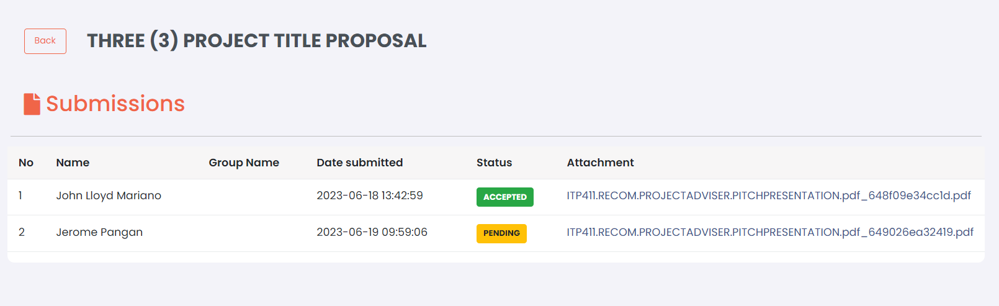 Back THREE (3) PROJECT TITLE PROPOSAL
Submissions
No Name Group Name Date submitted Status Attachment
1 John Lloyd Mariano 2023-06-18 13:42:59 ACCEPTED ITP411.RECOM.PROJECTADVISER.PITCHPRESENTATION.pdf_648f09e34cc1d.pdf
2 Jerome Pangan 2023-06-19 09:59:06 PENDING ITP411.RECOM.PROJECTADVISER.PITCHPRESENTATION.pdf_649026ea32419.pdf